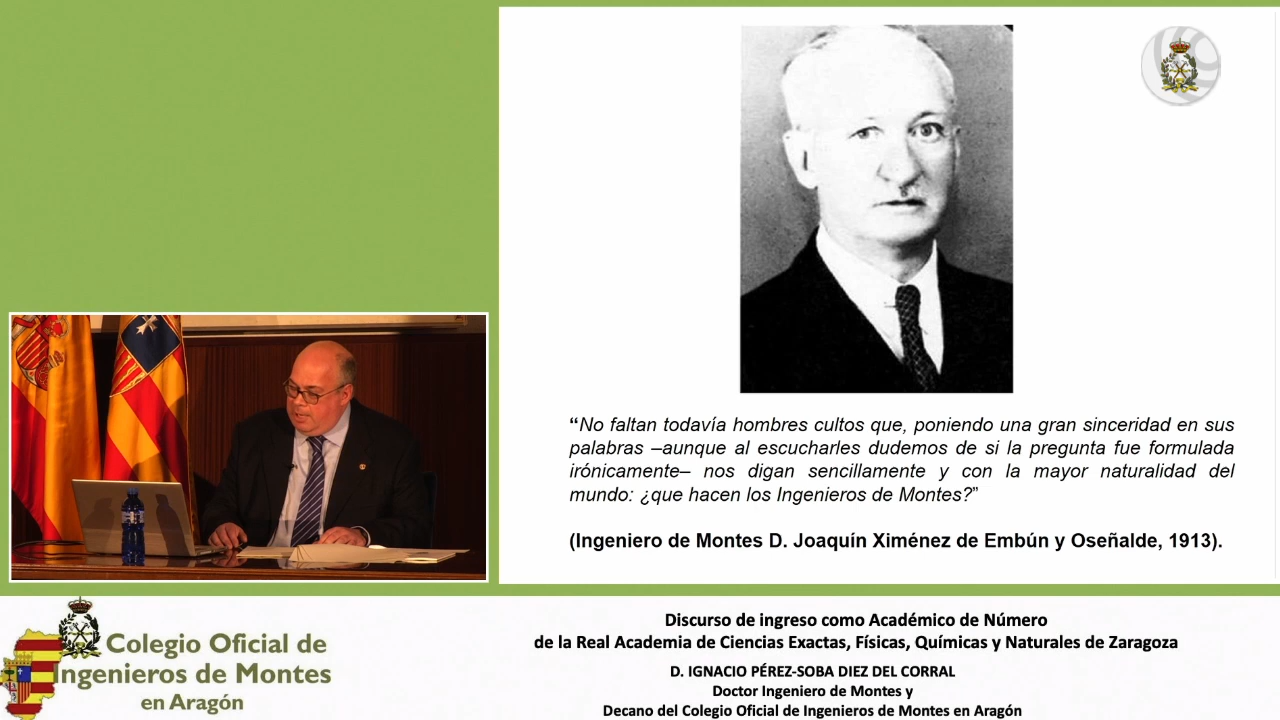 “No faltan todavía hombres cultos que, poniendo una gran sinceridad en sus
palabras –aunque al escucharles dudemos de si la pregunta fue formulada
irónicamente– nos digan sencillamente y con la mayor naturalidad del
mundo: ¿que hacen los Ingenieros de Montes?”
(Ingeniero de Montes D. Joaquín Ximénez de Embún y Oseñalde, 1913).
Colegio Oficial de
Ingenieros de Montes
en Aragón
Discurso de ingreso como Académico de Número
de la Real Academia de Ciencias Exactas, Físicas, Químicas y Naturales de Zaragoza
D. IGNACIO PÉREZ-SOBA DIEZ DEL CORRAL
Doctor Ingeniero de Montes y
Decano del Colegio Oficial de Ingenieros de Montes en Aragón